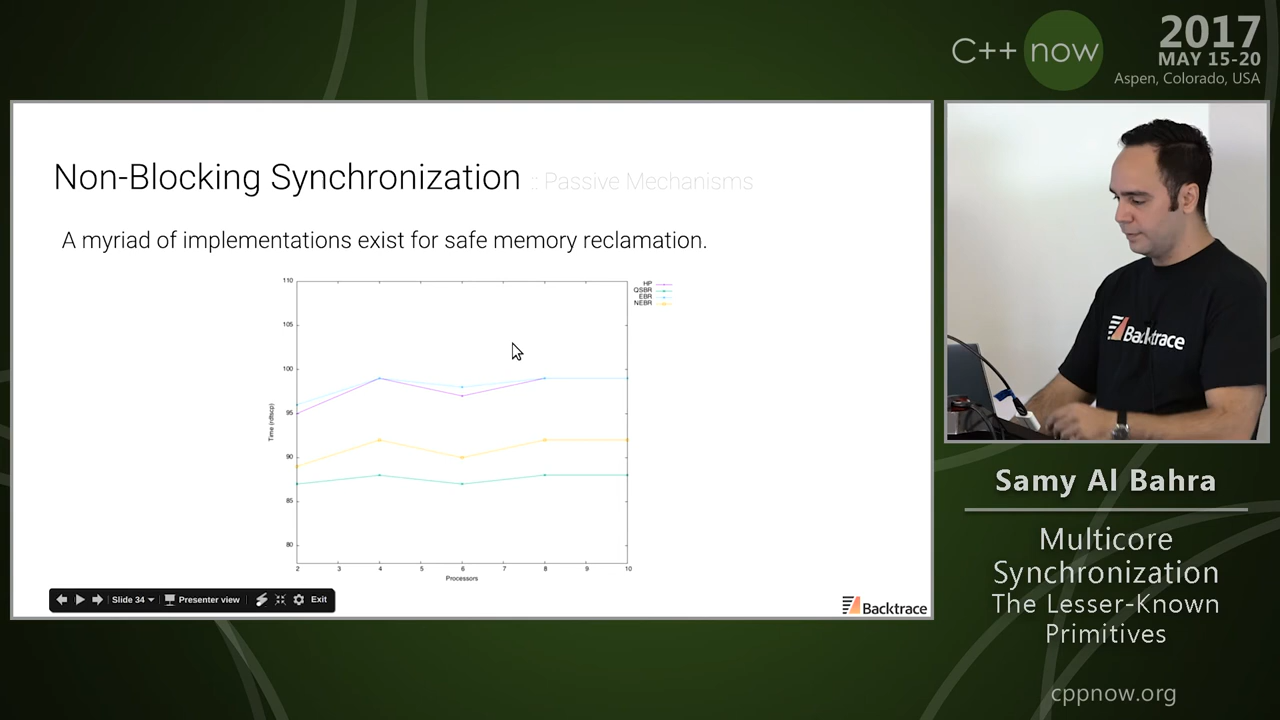 C++ now
2017
MAY 15-20
Aspen, Colorado, USA
Non-Blocking Synchronization :: Passive Mechanisms
A myriad of implementations exist for safe memory reclamation.
110
105
100
95
90
85
80
Time (rdtscp)
2 3 4 5 6 7 8 9 10
Processors
HP
QSBR
EBR
NEBR
Slide 34 Presenter view Exit
Backtrace
Backtrace
Samy Al Bahra
Multicore
Synchronization
The Lesser-Known
Primitives
cppnow.org